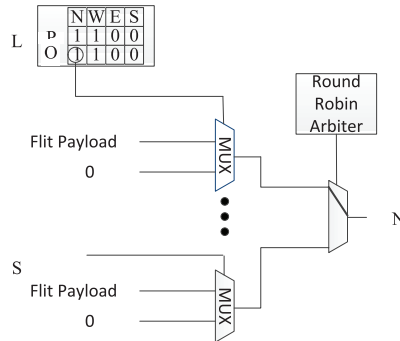 N W E S
L
P 1 1 0 0
O 1 1 0 0
Round
Robin
Arbiter
Flit Payload
MUX
0
N
S
Flit Payload
MUX
0